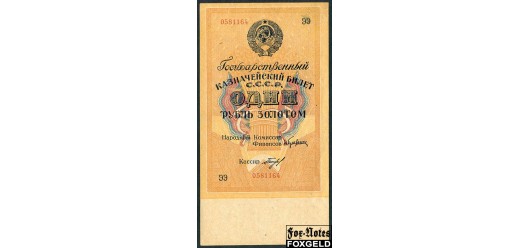 0581164 ЭЭ
Государственный
КАЗНАЧЕЙСКИЙ БИЛЕТ
С.С.С.Р.
ОДИН
РУБЛЬ ЗОЛОТОМ
Народный Комиссар
Финансов
Кассир
ЭЭ 0581164
Fox-Notes
FOXGELD